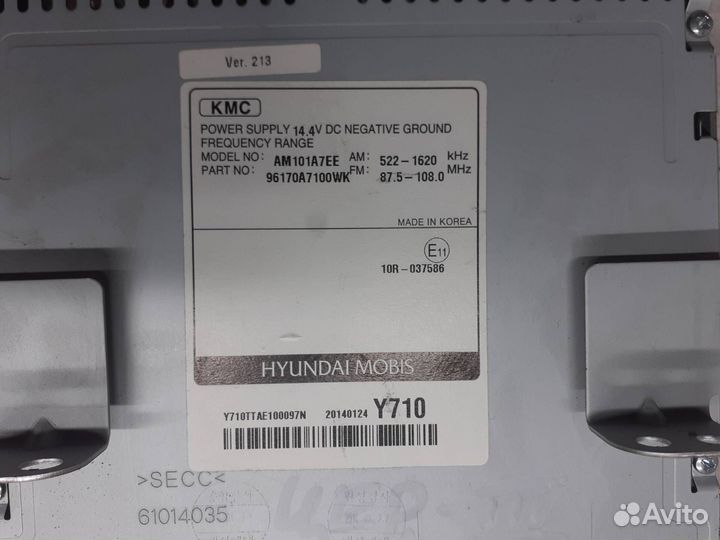 Ver. 213
KMC
POWER SUPPLY 14.4V DC NEGATIVE GROUND
FREQUENCY RANGE
MODEL NO: AM101A7EE AM: 522-1620 kHz
PART NO: 96170A7100WK FM: 87.5-108.0 MHz
MADE IN KOREA
E11
10R-037586
HYUNDAI MOBIS
Y710TTAE100097N 20140124 Y710
>SECC<
61014035
Avito